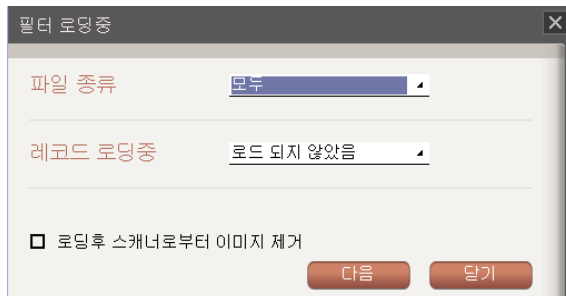 필터 로딩중
파일 종류 모두
레코드 로딩중 로드 되지 않았음
로딩후 스캐너로부터 이미지 제거
다음 닫기